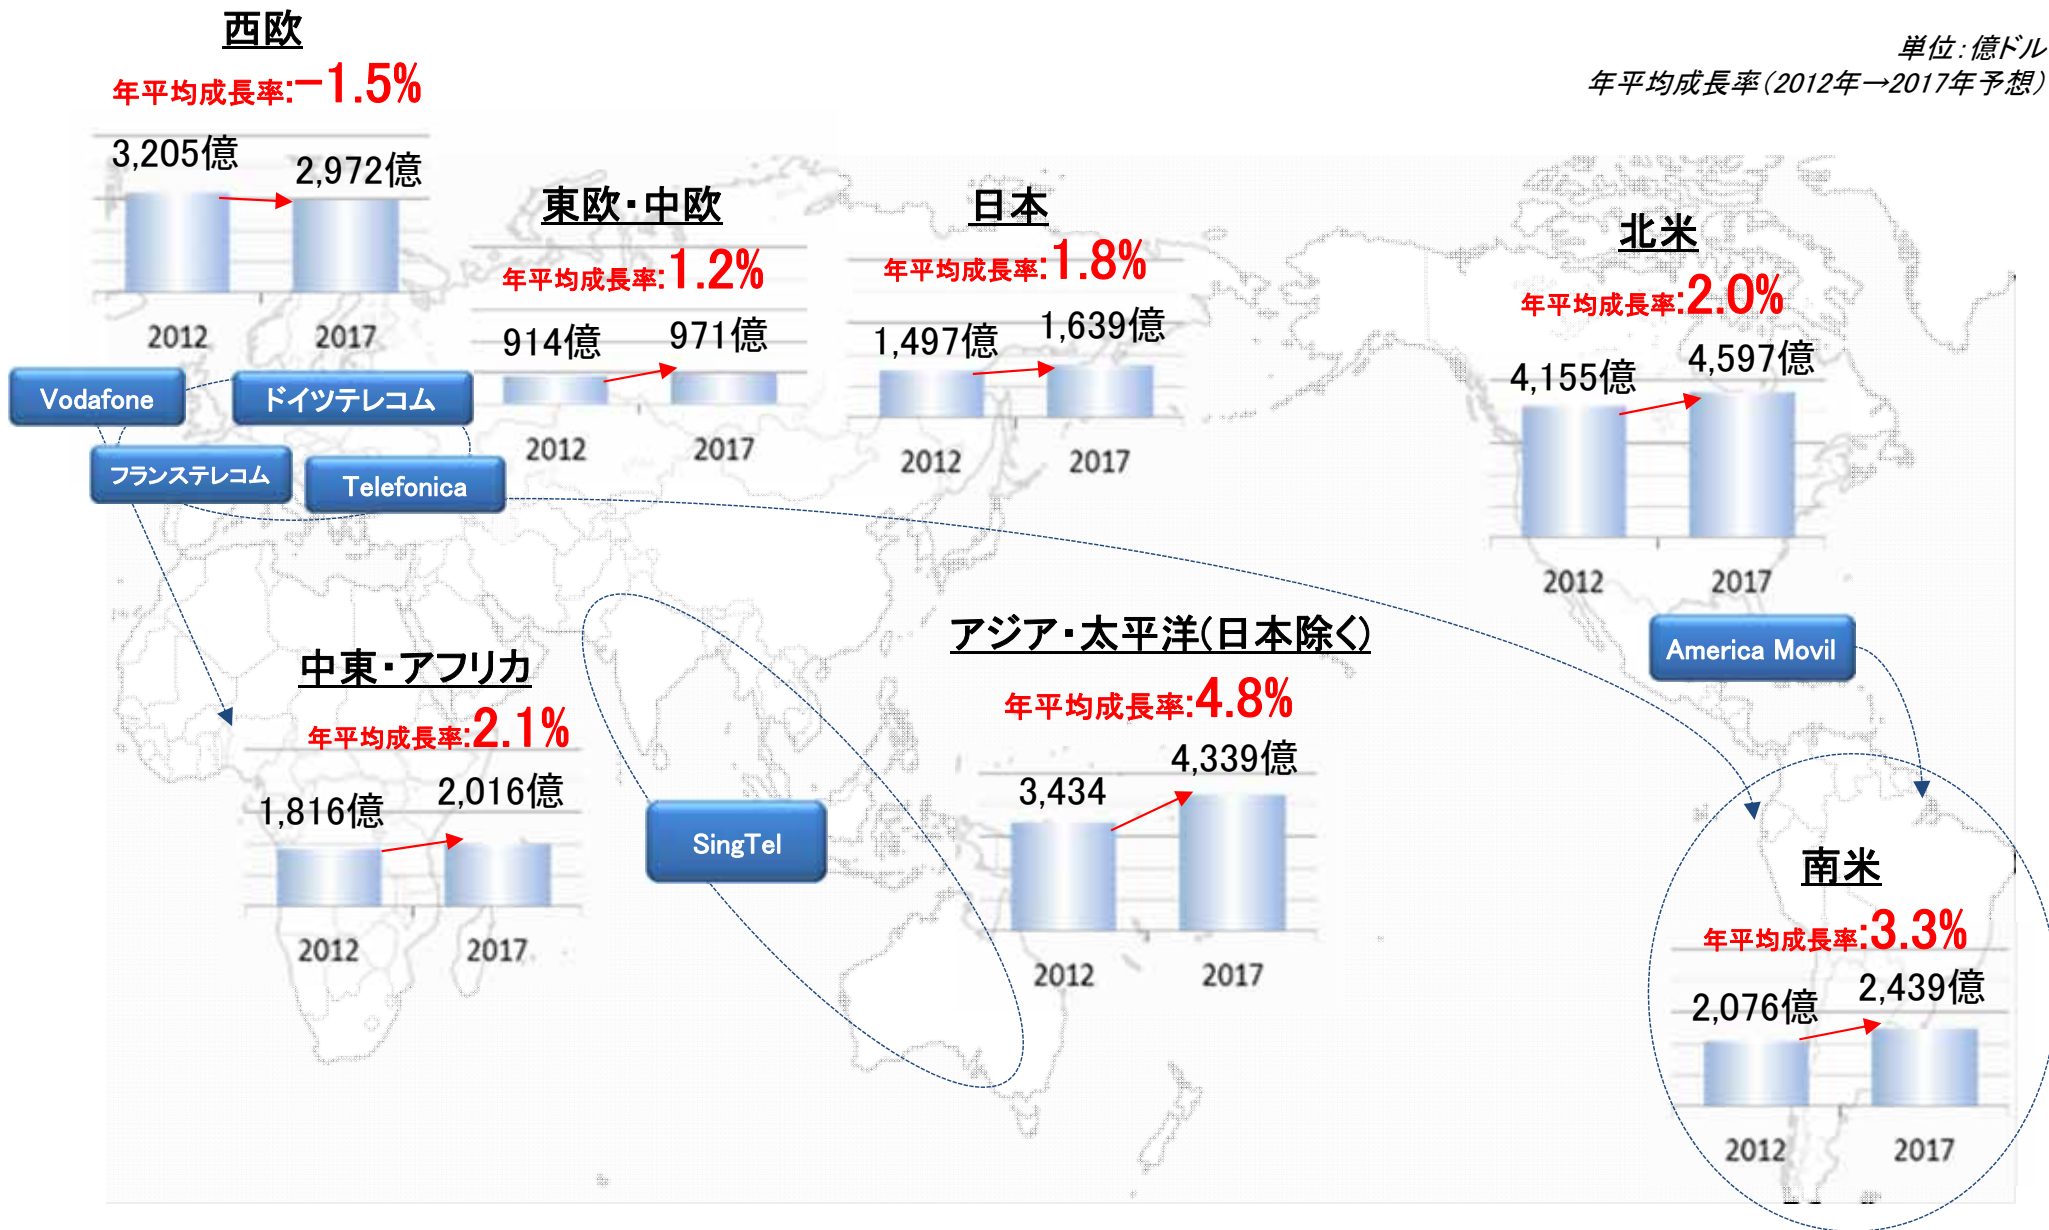 西欧
年平均成長率:−1.5%
3,205億
2,972億
2012
2017
単位:億ドル
年平均成長率(2012年→2017年予想)
東欧・中欧
年平均成長率:1.2%
914億
971億
2012
2017
日本
年平均成長率:1.8%
1,497億
1,639億
2012
2017
北米
年平均成長率:2.0%
4,155億
4,597億
2012
2017
Vodafone
ドイツテレコム
フランステレコム
Telefonica
America Movil
中東・アフリカ
年平均成長率:2.1%
1,816億
2,016億
2012
2017
SingTel
アジア・太平洋(日本除く)
年平均成長率:4.8%
3,434
4,339億
2012
2017
南米
年平均成長率:3.3%
2,076億
2,439億
2012
2017